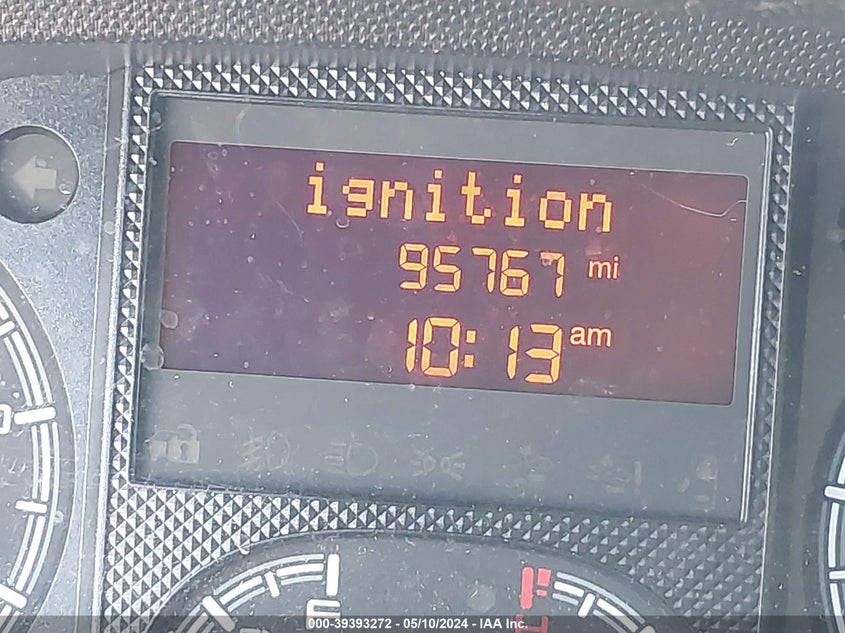 ignition
95767 mi
10:13 am
000-39393272 - 05/10/2024 - IAA Inc.